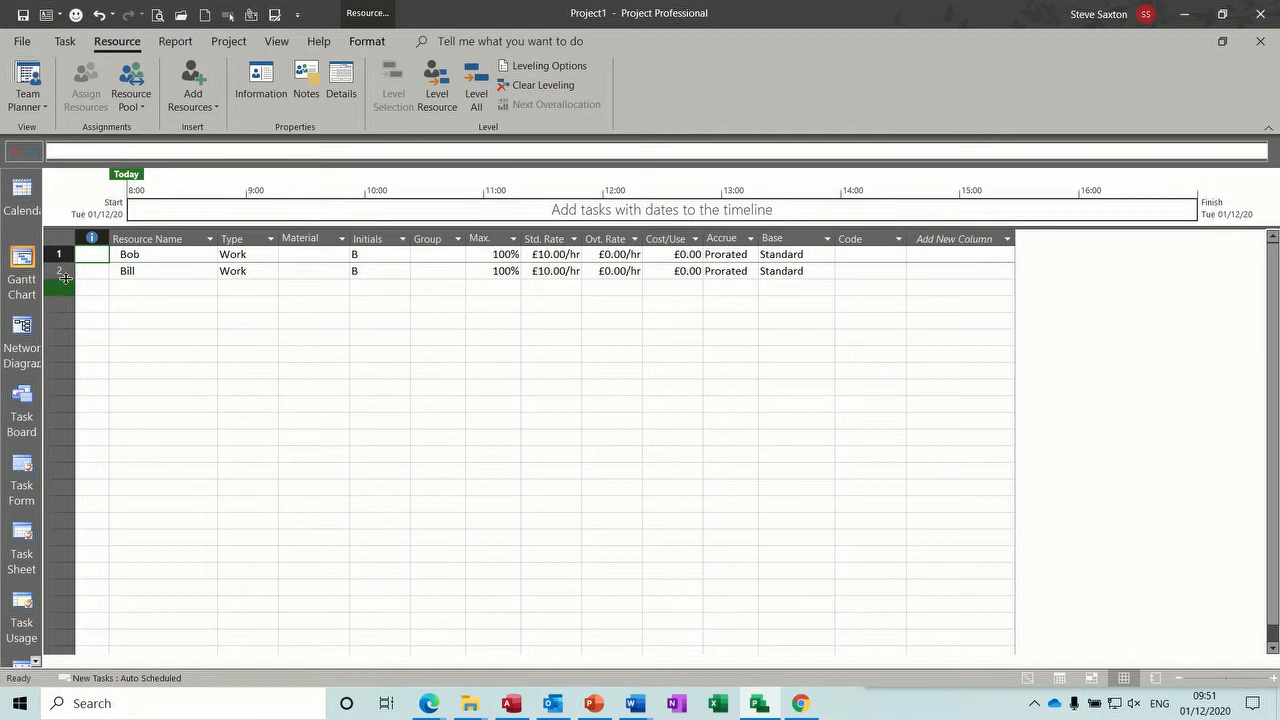 Resource... Project1 - Project Professional Steve Saxton SS
File Task Resource Report Project View Help Format Tell me what you want to do
Team Planner Assign Resources Resource Pool Add Resources Information Notes Details Level Selection Level Resource Level All Leveling Options
Clear Leveling
Next Overallocation
View Assignments Insert Properties Level
Today
8:00 9:00 10:00 11:00 12:00 13:00 14:00 15:00 16:00
Start Finish
Tue 01/12/20 Add tasks with dates to the timeline Tue 01/12/20
Resource Name Type Material Initials Group Max. Std. Rate Ovt. Rate Cost/Use Accrue Base Code Add New Column
1 Bob Work B 100% £10.00/hr £0.00/hr £0.00 Prorated Standard
2 Bill Work B 100% £10.00/hr £0.00/hr £0.00 Prorated Standard
Calenda
Gantt
Chart
Networ
Diagran
Task
Board
Task
Form
Task
Sheet
Task
Usage
Ready New Tasks : Auto Scheduled
Search ENG 09:51
01/12/2020